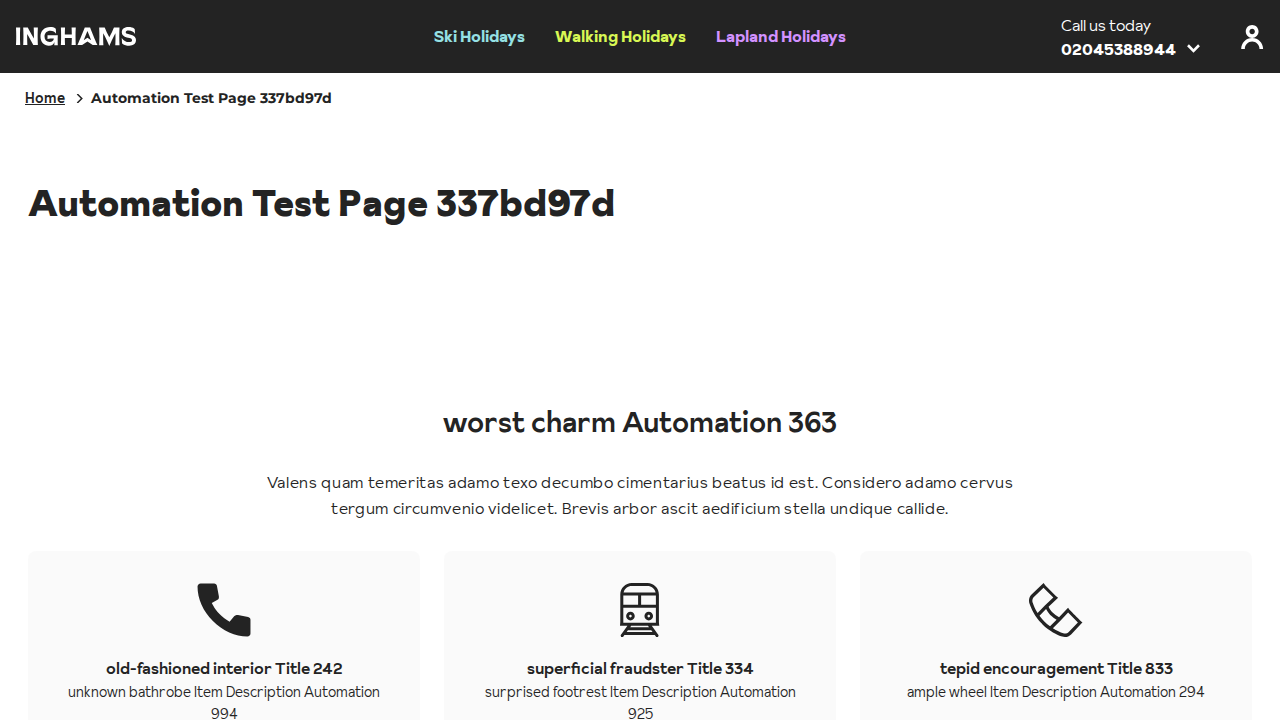 INGHAMS
Ski Holidays
Walking Holidays
Lapland Holidays
Call us today
02045388944
Home
Automation Test Page 337bd97d
Automation Test Page 337bd97d
worst charm Automation 363
Valens quam temeritas adamo texo decumbo cimentarius beatus id est. Considero adamo cervus
tergum circumvenio videlicet. Brevis arbor ascit aedificium stella undique callide.
old-fashioned interior Title 242
unknown bathrobe Item Description Automation
994
superficial fraudster Title 334
surprised footrest Item Description Automation
925
tepid encouragement Title 833
ample wheel Item Description Automation 294